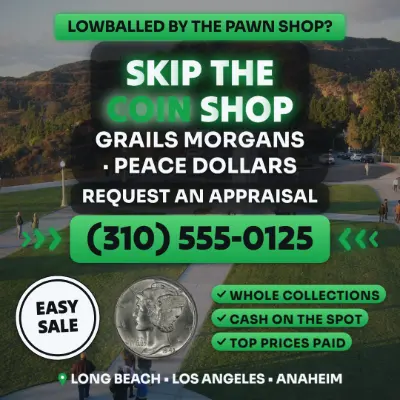 LOWBALLED BY THE PAWN SHOP?
SKIP THE
COIN SHOP
GRAILS MORGANS
• PEACE DOLLARS
REQUEST AN APPRAISAL
(310) 555-0125
EASY
SALE
✓ WHOLE COLLECTIONS
✓ CASH ON THE SPOT
✓ TOP PRICES PAID
LONG BEACH • LOS ANGELES • ANAHEIM